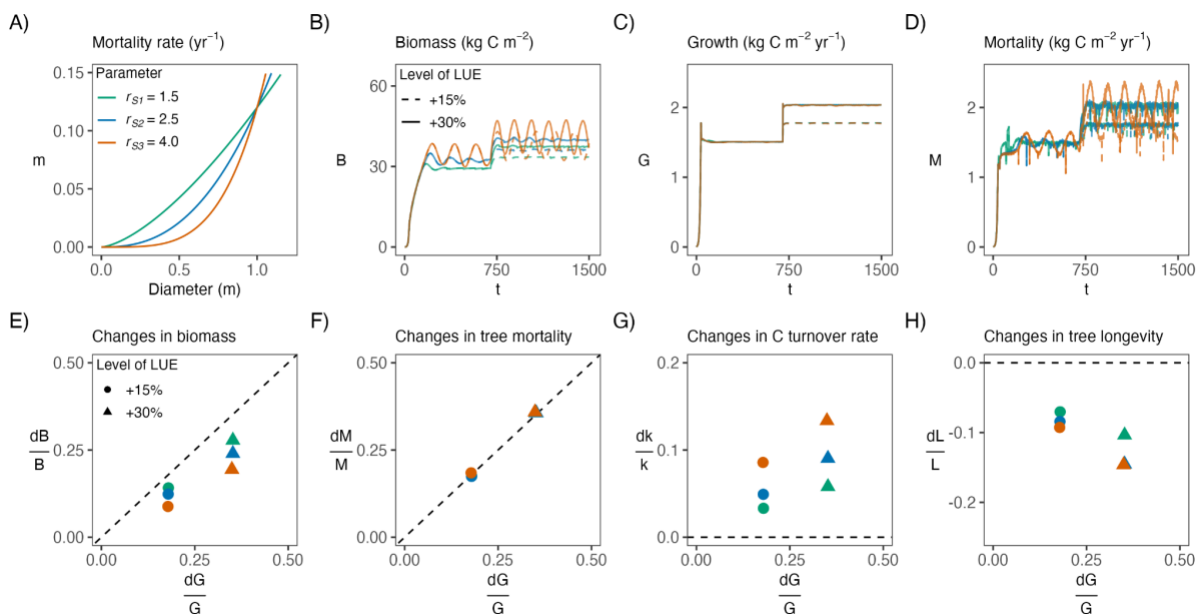 A)
Mortality rate (yr⁻¹)
0.15
0.10
m
0.05
0.00
Parameter
r_S1 = 1.5
r_S2 = 2.5
r_S3 = 4.0
0.0 0.5 1.0
Diameter (m)
B)
Biomass (kg C m⁻²)
60
B
30
0
Level of LUE
+15%
+30%
0 750 1500
t
C)
Growth (kg C m⁻² yr⁻¹)
2
G
1
0
0 750 1500
t
D)
Mortality (kg C m⁻² yr⁻¹)
2
M
1
0
0 750 1500
t
E)
Changes in biomass
0.50
dB
B
0.25
0.00
Level of LUE
+15%
+30%
0.00 0.25 0.50
dG
G
F)
Changes in tree mortality
0.50
dM
M
0.25
0.00
0.00 0.25 0.50
dG
G
G)
Changes in C turnover rate
0.2
dk
k
0.1
0.0
0.00 0.25 0.50
dG
G
H)
Changes in tree longevity
0.0
dL
L
-0.1
-0.2
0.00 0.25 0.50
dG
G